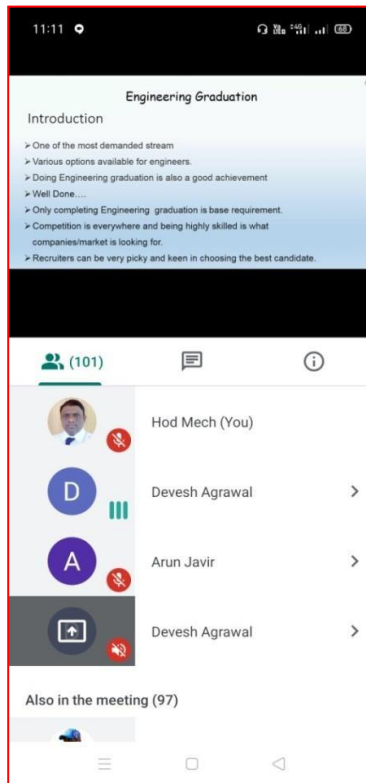 11:11
4G 68
Engineering Graduation
Introduction
➢ One of the most demanded stream
➢ Various options available for engineers.
➢ Doing Engineering graduation is also a good achievement
➢ Well Done....
➢ Only completing Engineering graduation is base requirement.
➢ Competition is everywhere and being highly skilled is what
companies/market is looking for.
➢ Recruiters can be very picky and keen in choosing the best candidate.
(101)
Hod Mech (You)
D Devesh Agrawal
A Arun Javir
Devesh Agrawal
Also in the meeting (97)